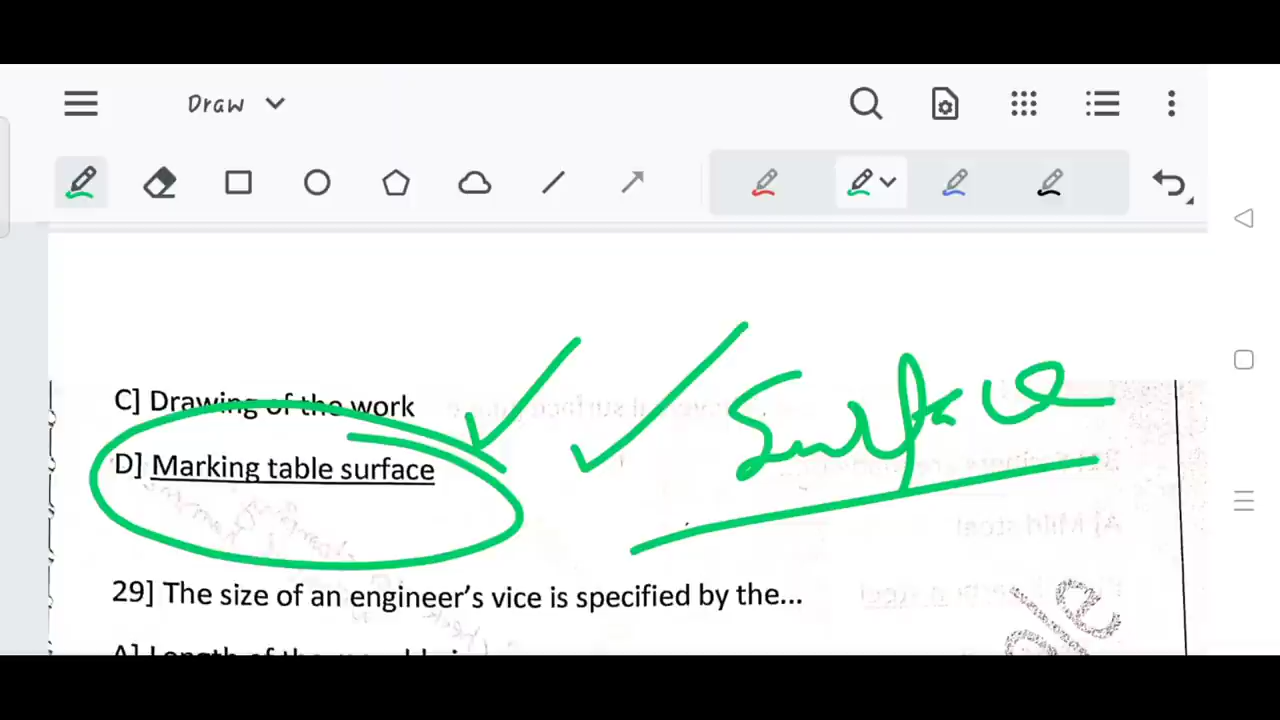 Draw
C] Drawing of the work
D] Marking table surface
Surface
29] The size of an engineer's vice is specified by the...